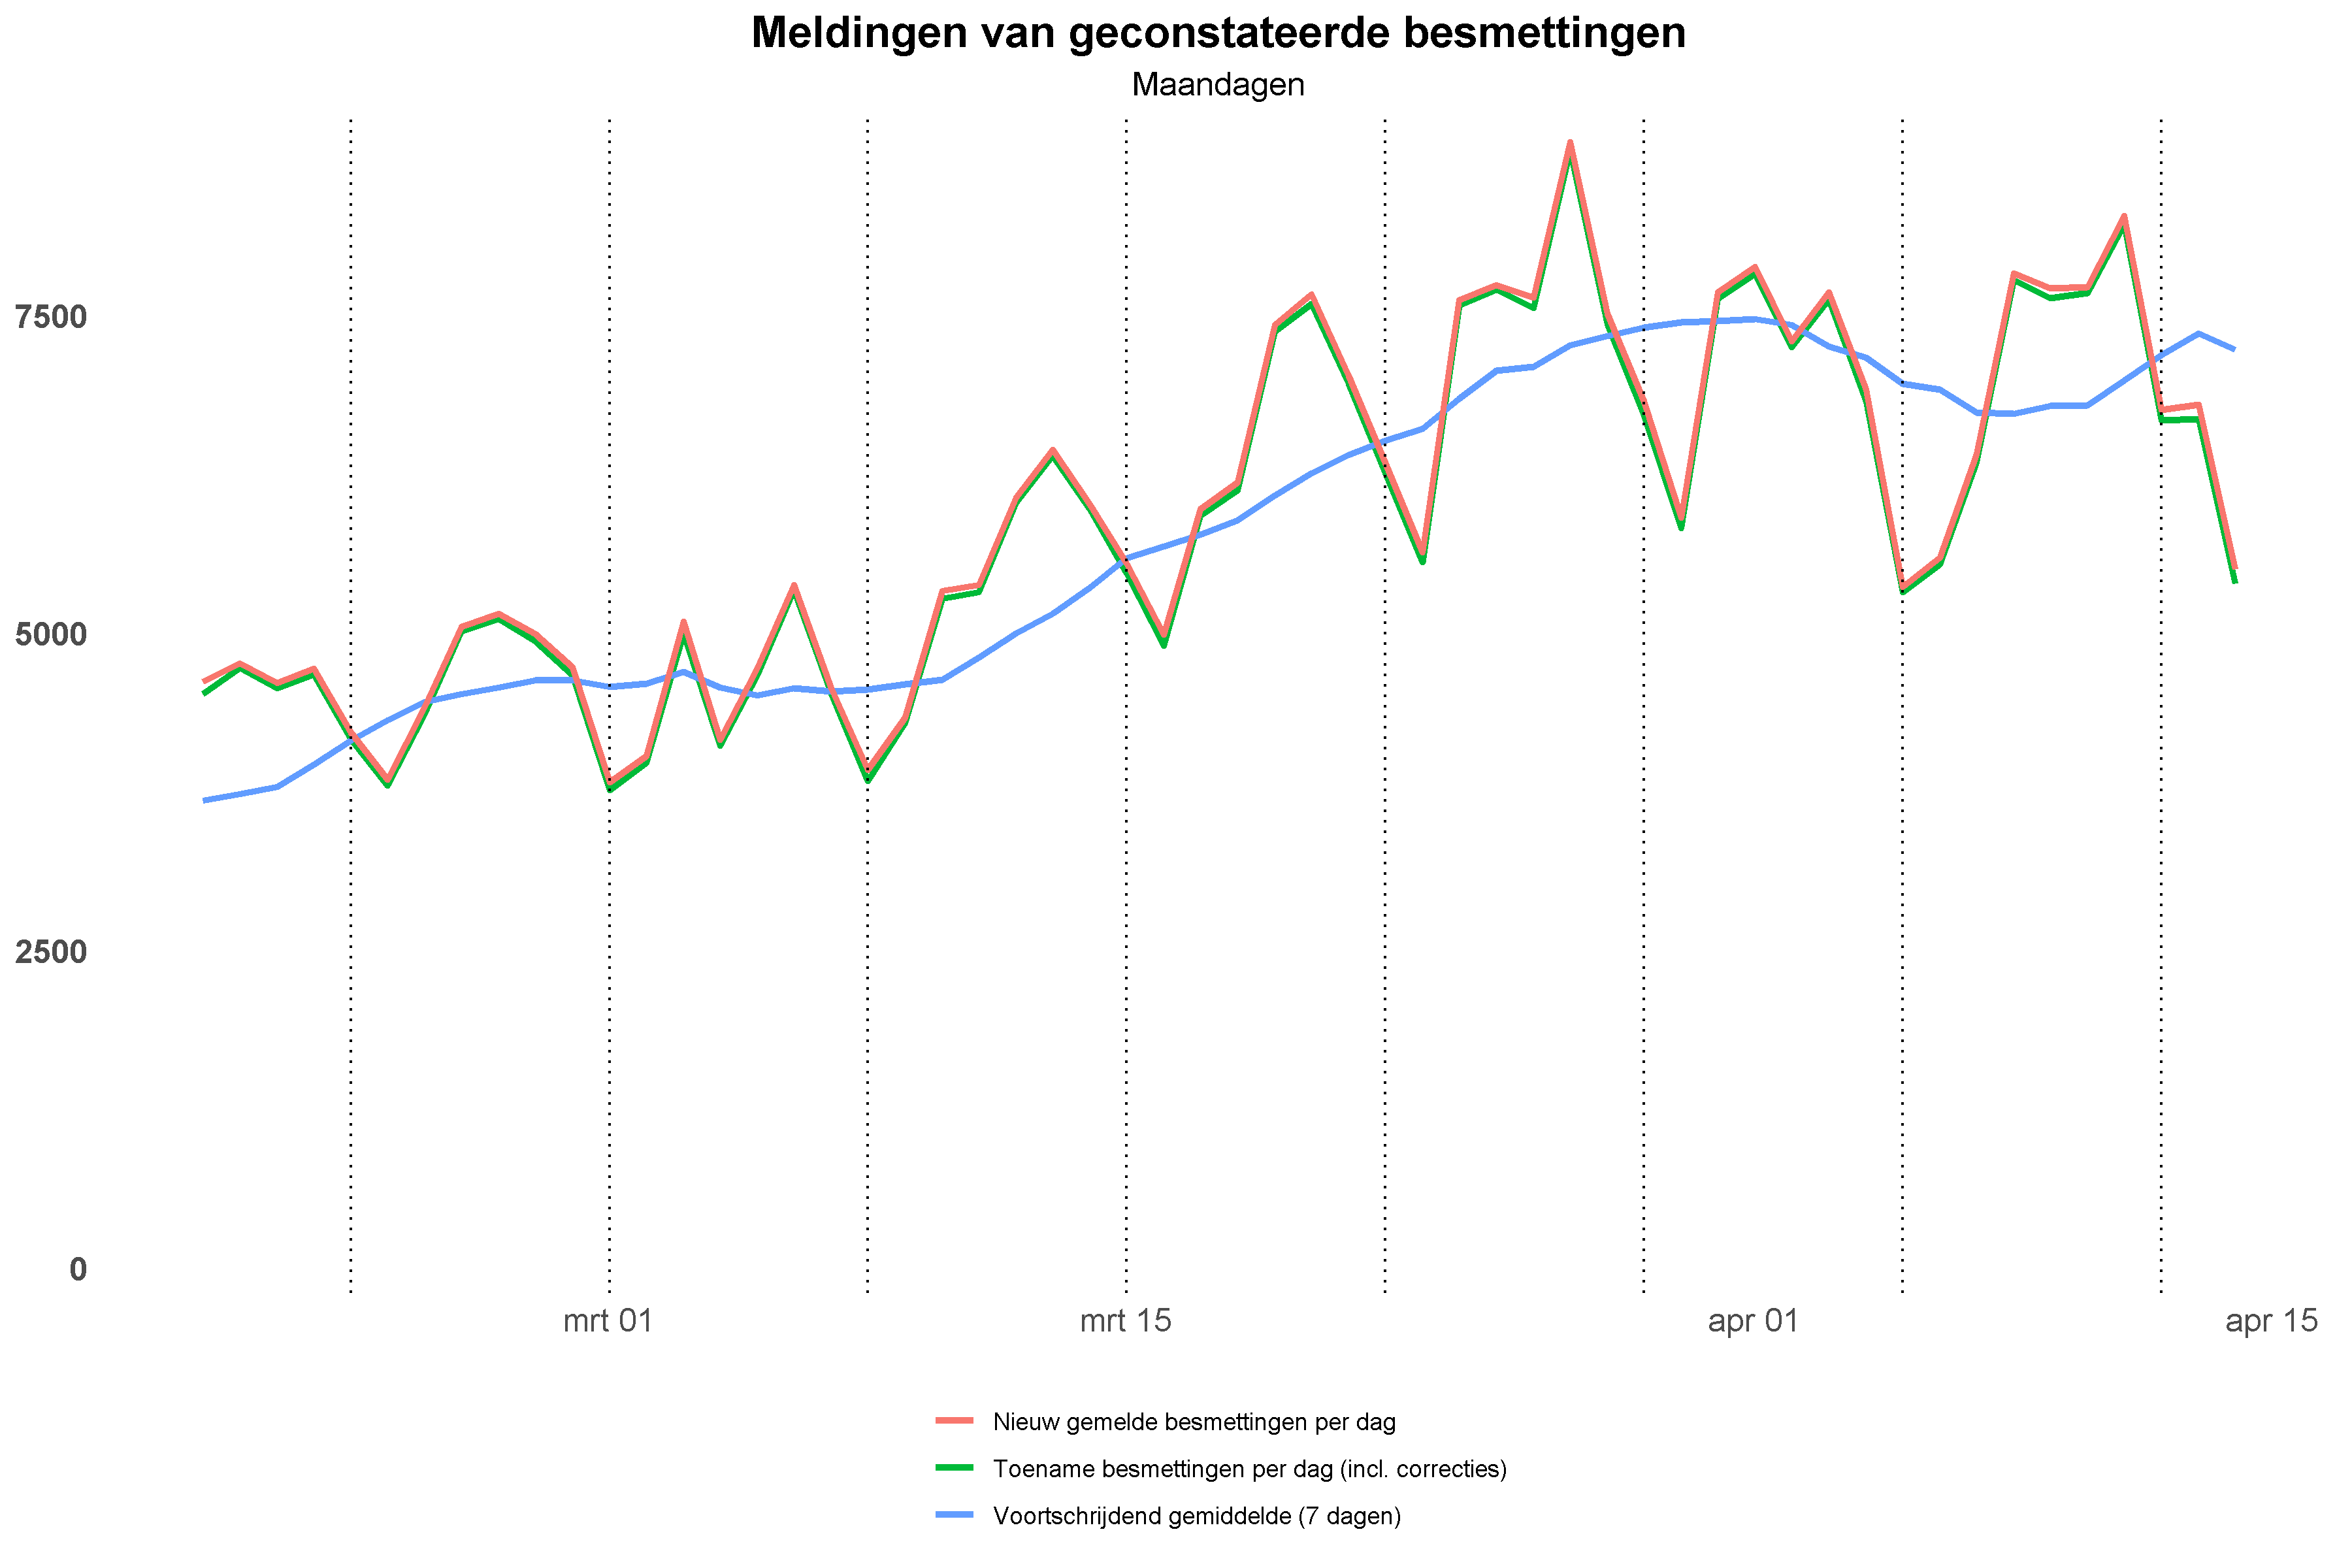 Meldingen van geconstateerde besmettingen
Maandagen
7500
5000
2500
0
mrt 01
mrt 15
apr 01
apr 15
Nieuw gemelde besmettingen per dag
Toename besmettingen per dag (incl. correcties)
Voortschrijdend gemiddelde (7 dagen)